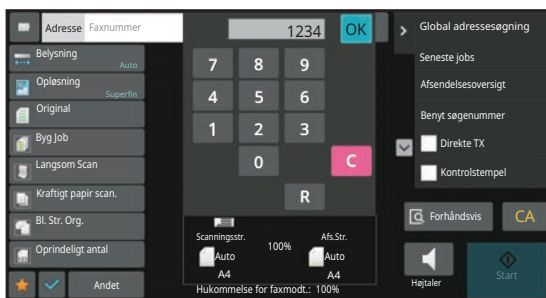 Adresse Faxnummer
1234 OK
Belysning
Auto
Opløsning
Superfin
Original
Byg Job
Langsom Scan
Kraftigt papir scan.
Bl. Str. Org.
Oprindeligt antal
Andet
7 8 9
4 5 6
1 2 3
0 C
R
Scanningsstr. Afs.Str.
100%
Auto Auto
A4 A4
Hukommelse for faxmodt.: 100%
Global adressesøgning
Seneste jobs
Afsendelsesoversigt
Benyt søgenummer
Direkte TX
Kontrolstempel
Forhåndsvis CA
Højtaler Start